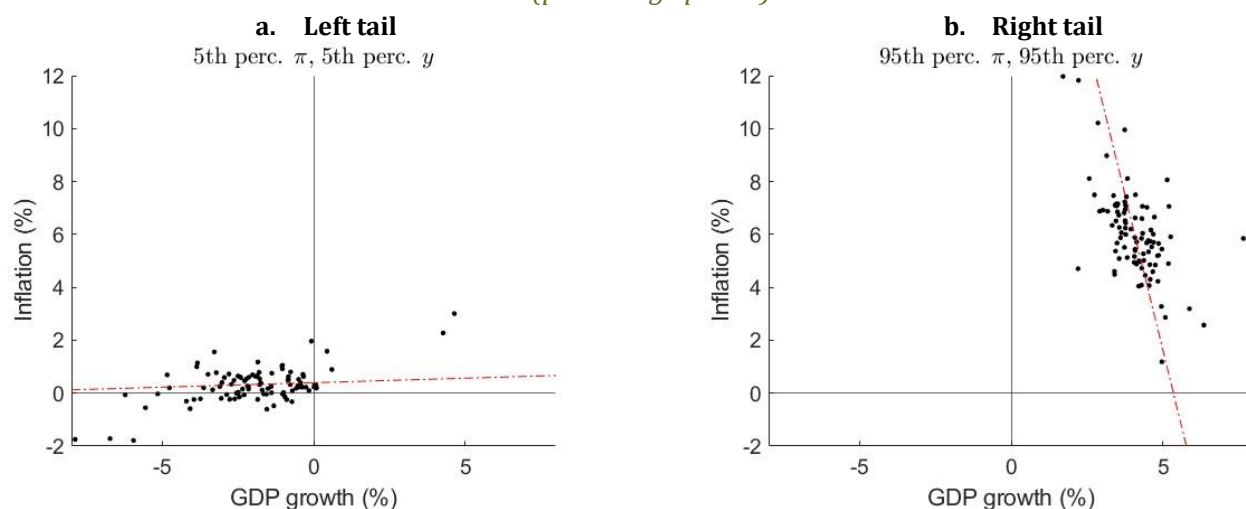 a. Left tail
5th perc. π, 5th perc. y
12
10
8
6
4
2
0
-2
Inflation (%)
-5 0 5
GDP growth (%)
b. Right tail
95th perc. π, 95th perc. y
12
10
8
6
4
2
0
-2
Inflation (%)
-5 0 5
GDP growth (%)